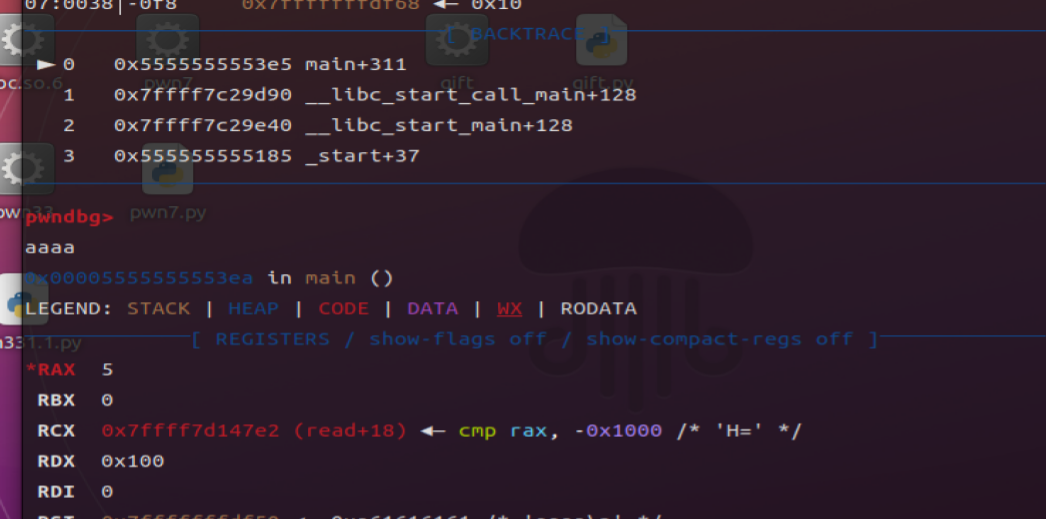 07:0038│-0f8     0x7fffffffdf68 ◂— 0x10
[ BACKTRACE ]
► 0   0x5555555553e5 main+311
bc.so.6 pwn7 gift gift.py
1   0x7ffff7c29d90 __libc_start_call_main+128
2   0x7ffff7c29e40 __libc_start_main+128
3   0x555555555185 _start+37
pwn33 pwn7.py
pwndbg>
aaaa
0x00005555555553ea in main ()
LEGEND: STACK | HEAP | CODE | DATA | WX | RODATA
[ REGISTERS / show-flags off / show-compact-regs off ]
n331.1.py
*RAX  5
RBX  0
RCX  0x7ffff7d147e2 (read+18) ◂— cmp rax, -0x1000 /* 'H=' */
RDX  0x100
RDI  0